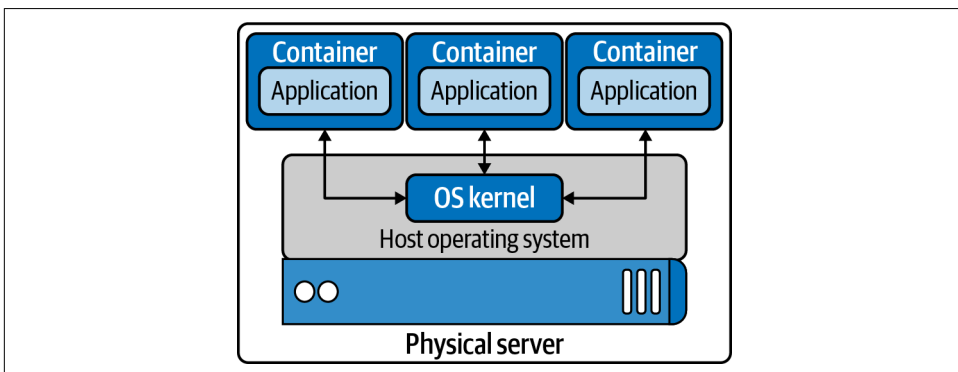 Container Container Container
Application Application Application
OS kernel
Host operating system
Physical server